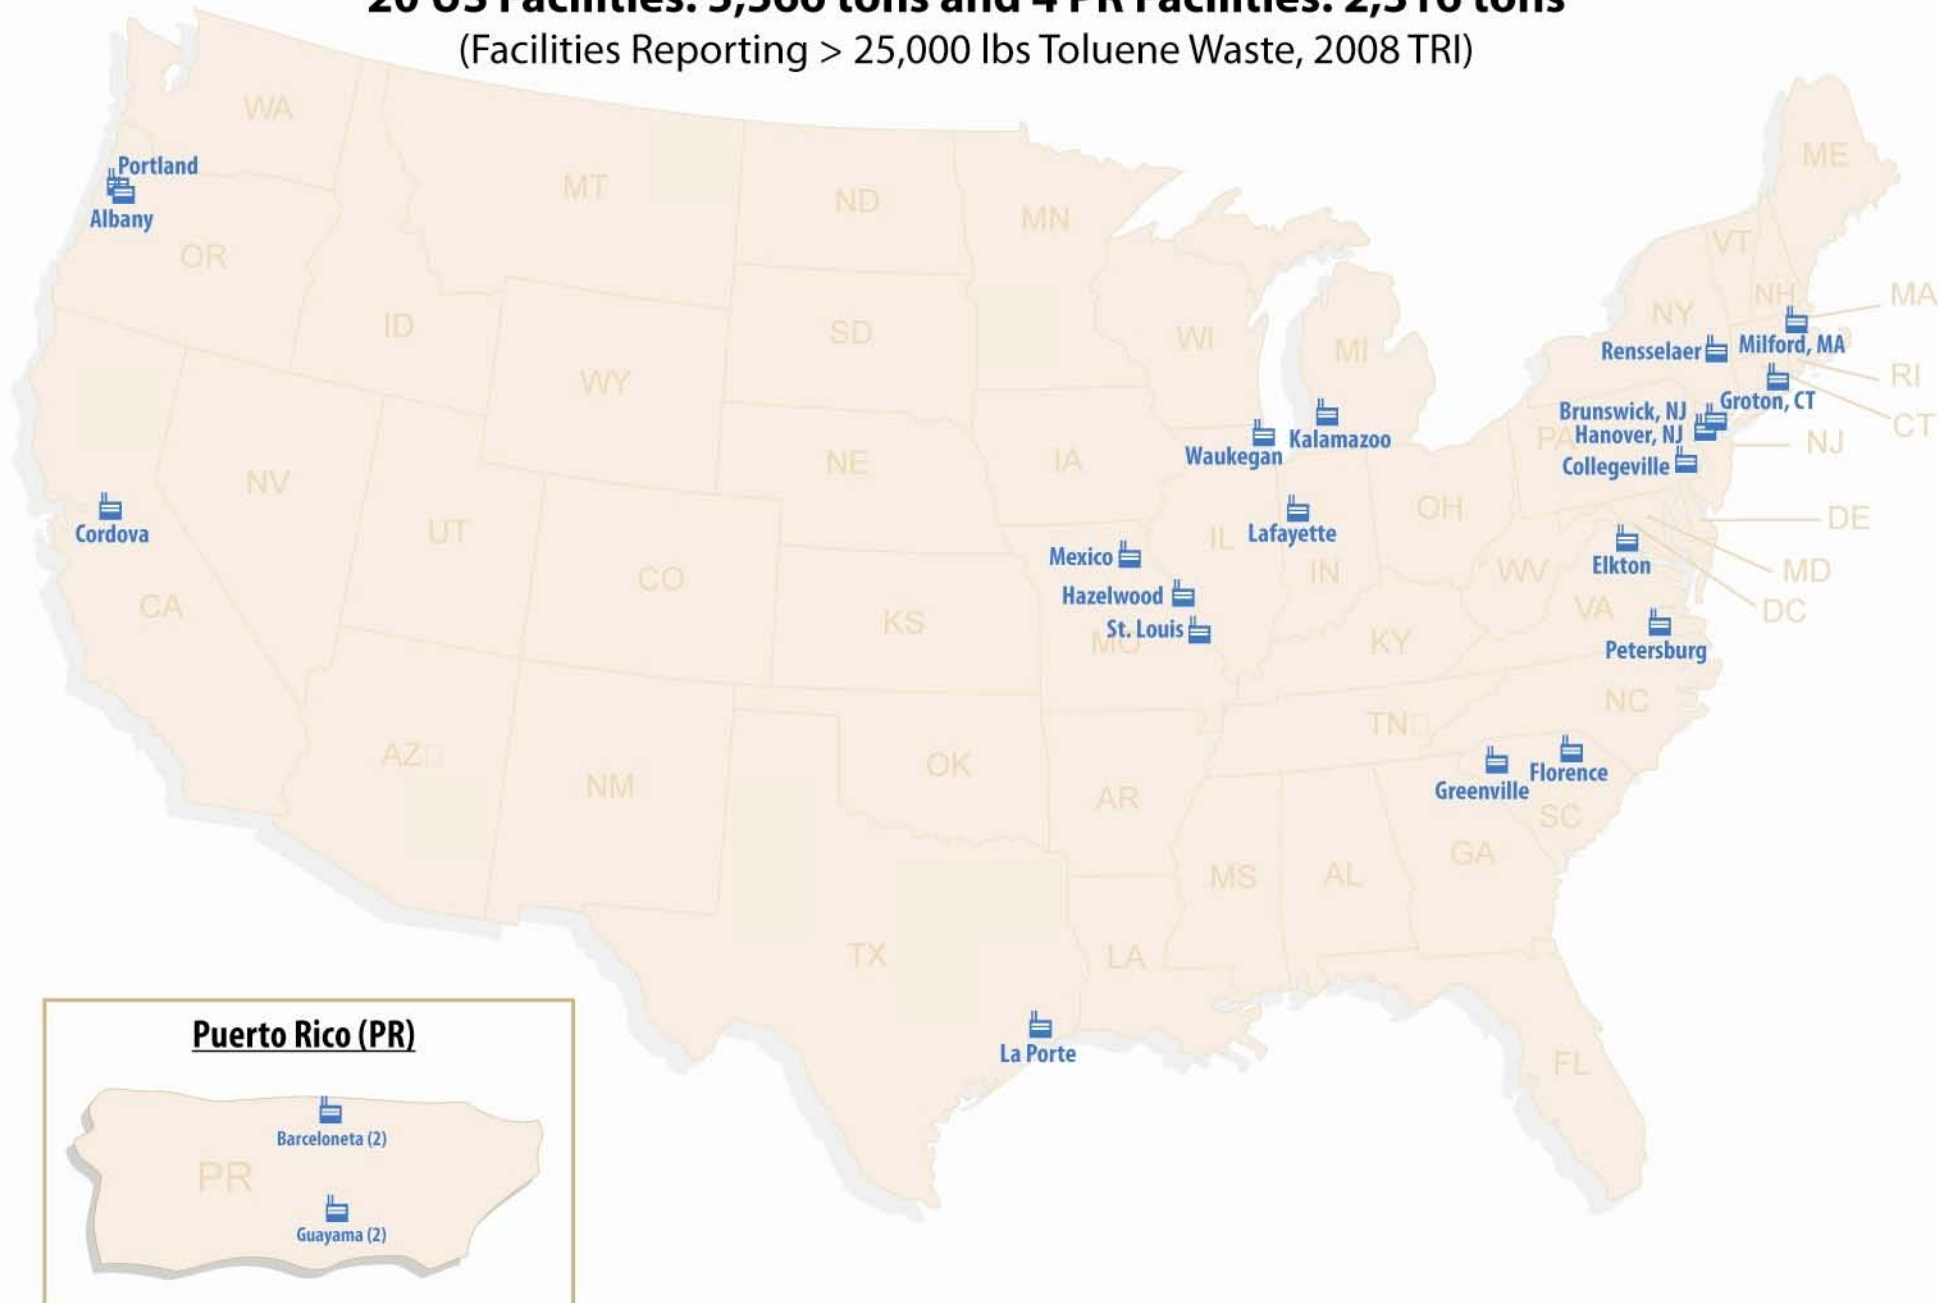 (Facilities Reporting > 25,000 lbs Toluene Waste, 2008 TRI)
WA
ME
Portland
MT
ND
MN
Albany
VT
OR
MA
NH
ID
SD
NY
WI
MI
Rensselaer
Milford, MA
RI
WY
Groton, CT
Brunswick, NJ
CT
Hanover, NJ
PA
NJ
Kalamazoo
Waukegan
Collegeville
NE
IA
NV
OH
DE
Cordova
UT
Lafayette
IL
Mexico
Elkton
IN
WV
MD
CO
Hazelwood
CA
VA
DC
KS
St. Louis
MO
KY
Petersburg
NC
TN
AZ
OK
NM
Florence
Greenville
AR
SC
GA
MS
AL
TX
LA
Puerto Rico (PR)
La Porte
FL
Barceloneta (2)
PR
Guayama (2)